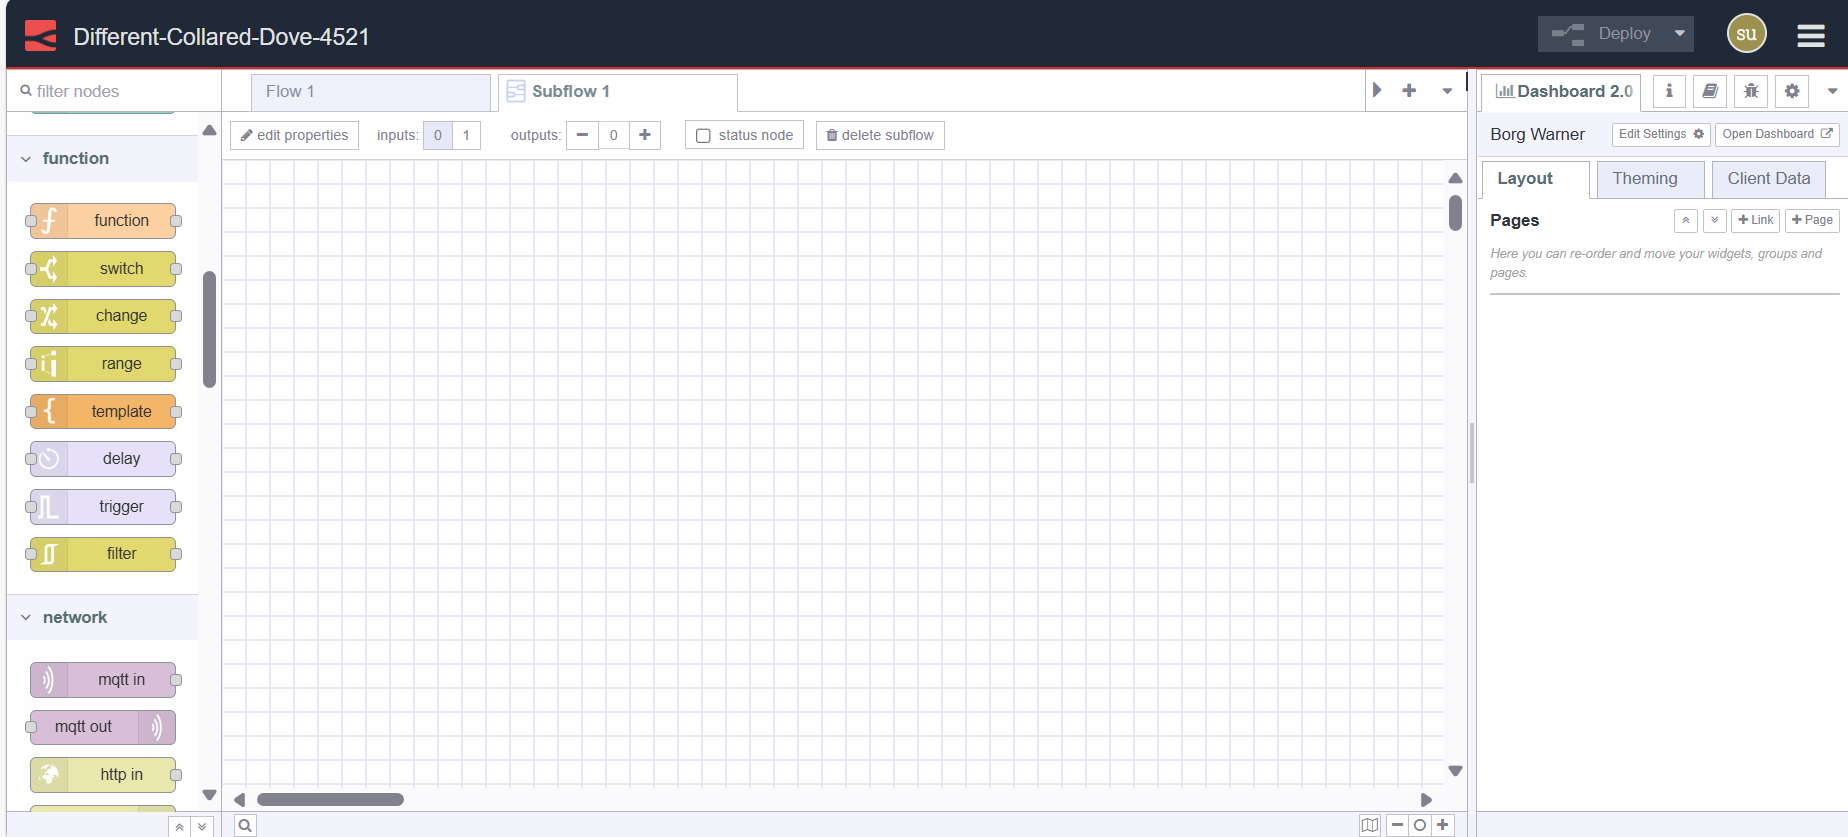 Different-Collared-Dove-4521
Deploy
su
filter nodes
Flow 1
Subflow 1
Dashboard 2.0
edit properties
inputs: 0 1
outputs: 0
status node
delete subflow
Borg Warner
Edit Settings
Open Dashboard
function
Layout
Theming
Client Data
Pages
Link
Page
Here you can re-order and move your widgets, groups and
pages.
function
switch
change
range
template
delay
trigger
filter
network
mqtt in
mqtt out
http in